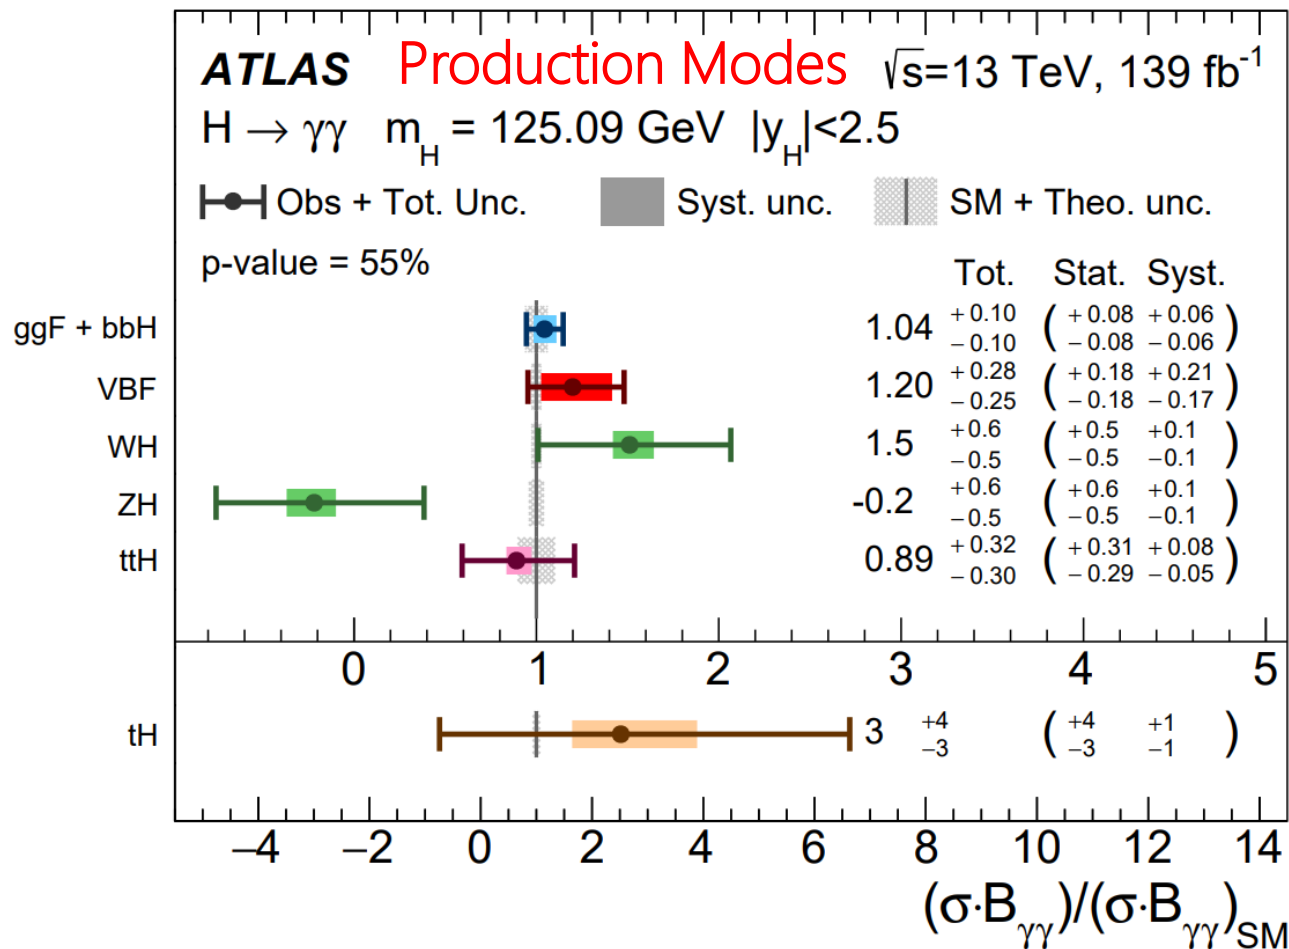 ATLAS Production Modes √s=13 TeV, 139 fb⁻¹
H → γγ m_H = 125.09 GeV |y_H|<2.5
Obs + Tot. Unc. Syst. unc. SM + Theo. unc.
p-value = 55%
Tot. Stat. Syst.
ggF + bbH 1.04 +0.10 −0.10 ( +0.08 −0.08 +0.06 −0.06 )
VBF 1.20 +0.28 −0.25 ( +0.18 −0.18 +0.21 −0.17 )
WH 1.5 +0.6 −0.5 ( +0.5 −0.5 +0.1 −0.1 )
ZH -0.2 +0.6 −0.5 ( +0.6 −0.5 +0.1 −0.1 )
ttH 0.89 +0.32 −0.30 ( +0.31 −0.29 +0.08 −0.05 )
0 1 2 3 4 5
tH 3 +4 −3 ( +4 −3 +1 −1 )
−4 −2 0 2 4 6 8 10 12 14
(σ·B_γγ)/(σ·B_γγ)_SM